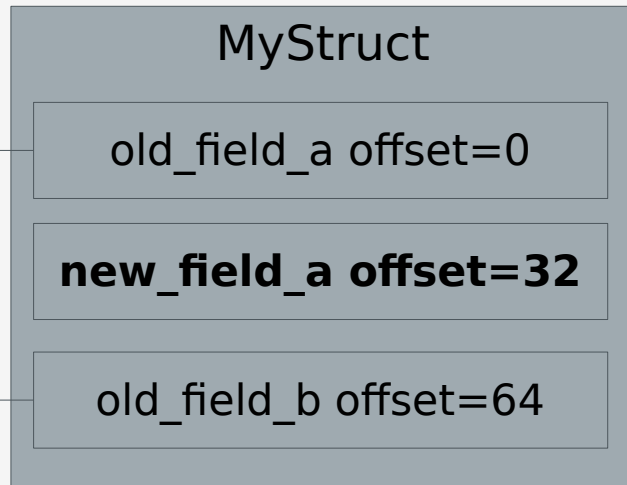 MyStruct
old_field_a offset=0
new_field_a offset=32
old_field_b offset=64